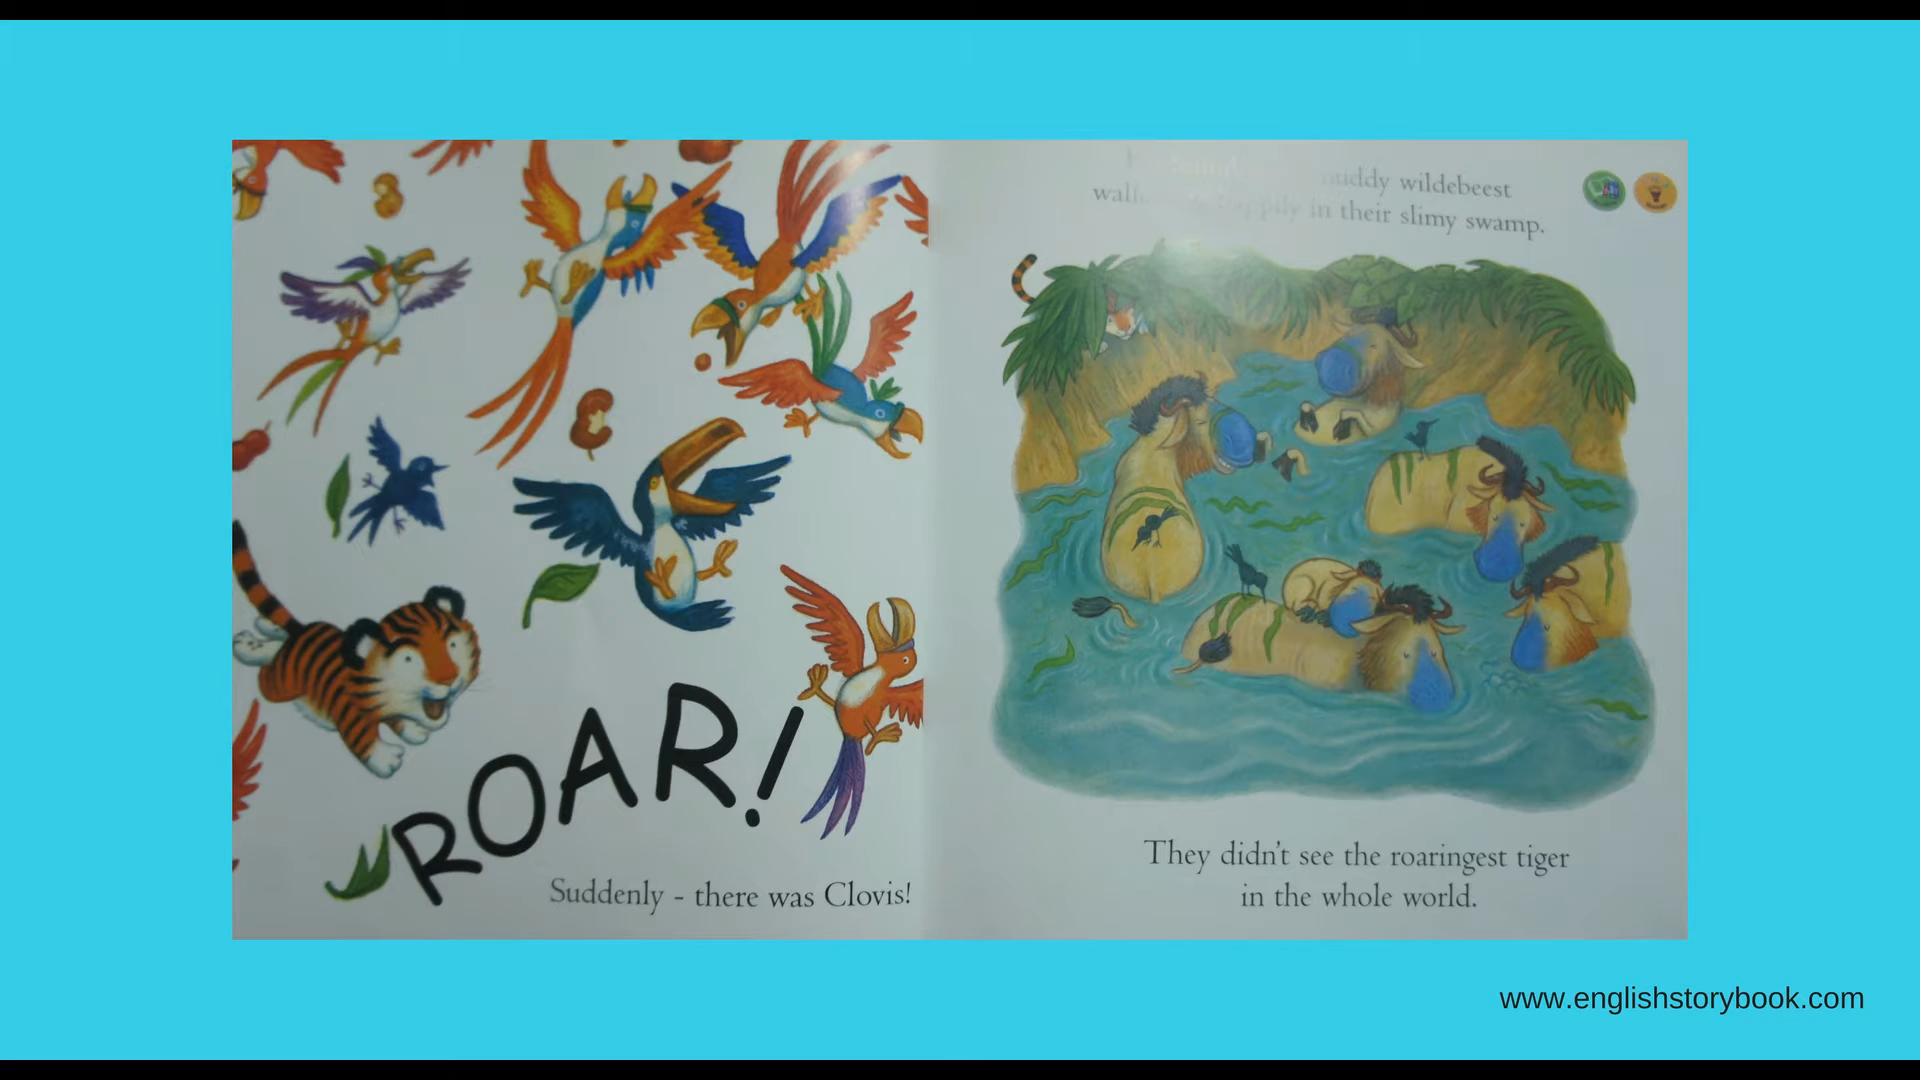 ROAR!
Suddenly - there was Clovis!
muddy wildebeest
happily in their slimy swamp.
They didn't see the roaringest tiger
in the whole world.
www.englishstorybook.com